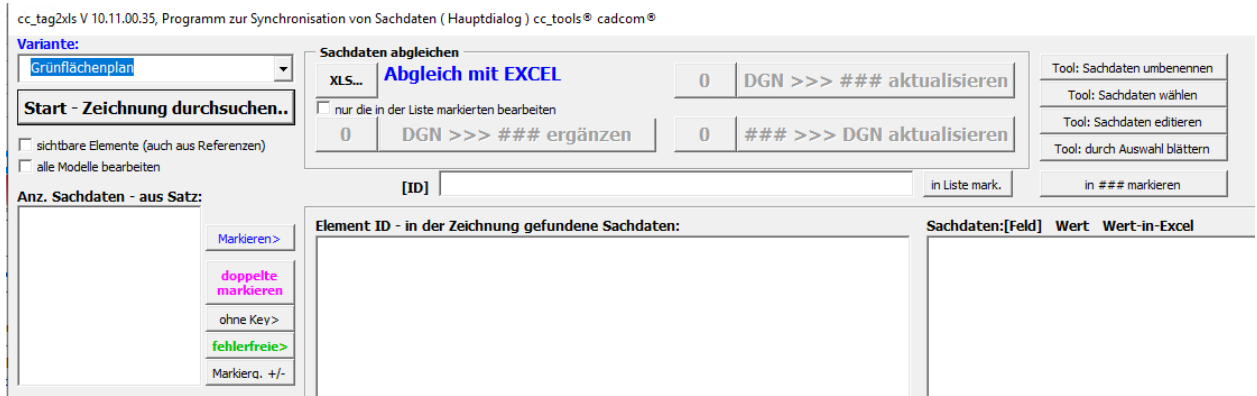 cc_tag2xls V 10.11.00.35, Programm zur Synchronisation von Sachdaten ( Hauptdialog ) cc_tools® cadcom®
Variante:
Grünflächenplan
Start - Zeichnung durchsuchen..
sichtbare Elemente (auch aus Referenzen)
alle Modelle bearbeiten
Sachdaten abgleichen
XLS... Abgleich mit EXCEL
0 DGN >>> ### aktualisieren
nur die in der Liste markierten bearbeiten
0 DGN >>> ### ergänzen
0 ### >>> DGN aktualisieren
Tool: Sachdaten umbenennen
Tool: Sachdaten wählen
Tool: Sachdaten editieren
Tool: durch Auswahl blättern
[ID] in Liste mark. in ### markieren
Anz. Sachdaten - aus Satz:
Markieren>
doppelte
markieren
ohne Key>
fehlerfreie>
Markierg. +/-
Element ID - in der Zeichnung gefundene Sachdaten:
Sachdaten:[Feld] Wert Wert-in-Excel